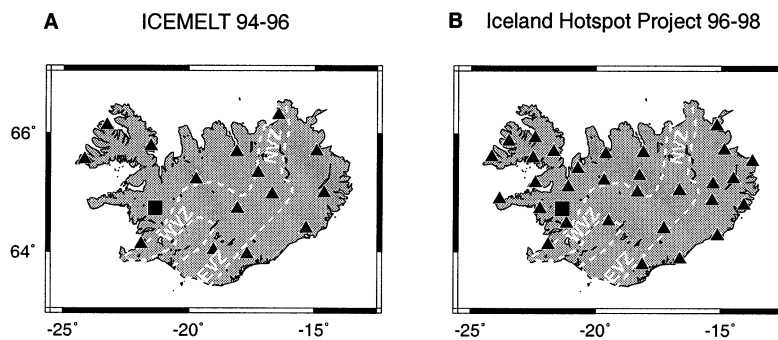 A ICEMELT 94-96
B Iceland Hotspot Project 96-98
66°
64°
NVZ
WVZ
EVZ
NVZ
WVZ
EVZ
-25° -20° -15°
-25° -20° -15°